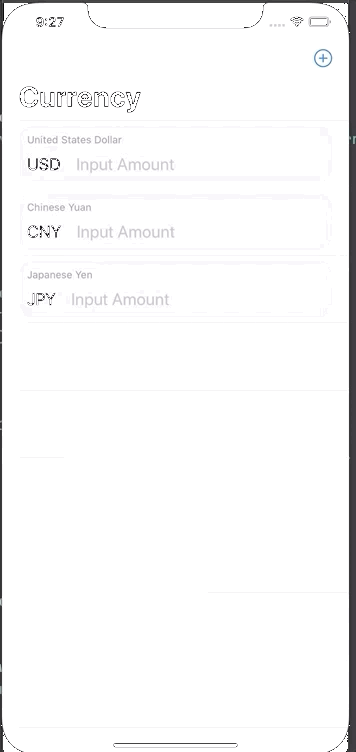 9:27
Currency
United States Dollar
USD Input Amount
Chinese Yuan
CNY Input Amount
Japanese Yen
JPY Input Amount